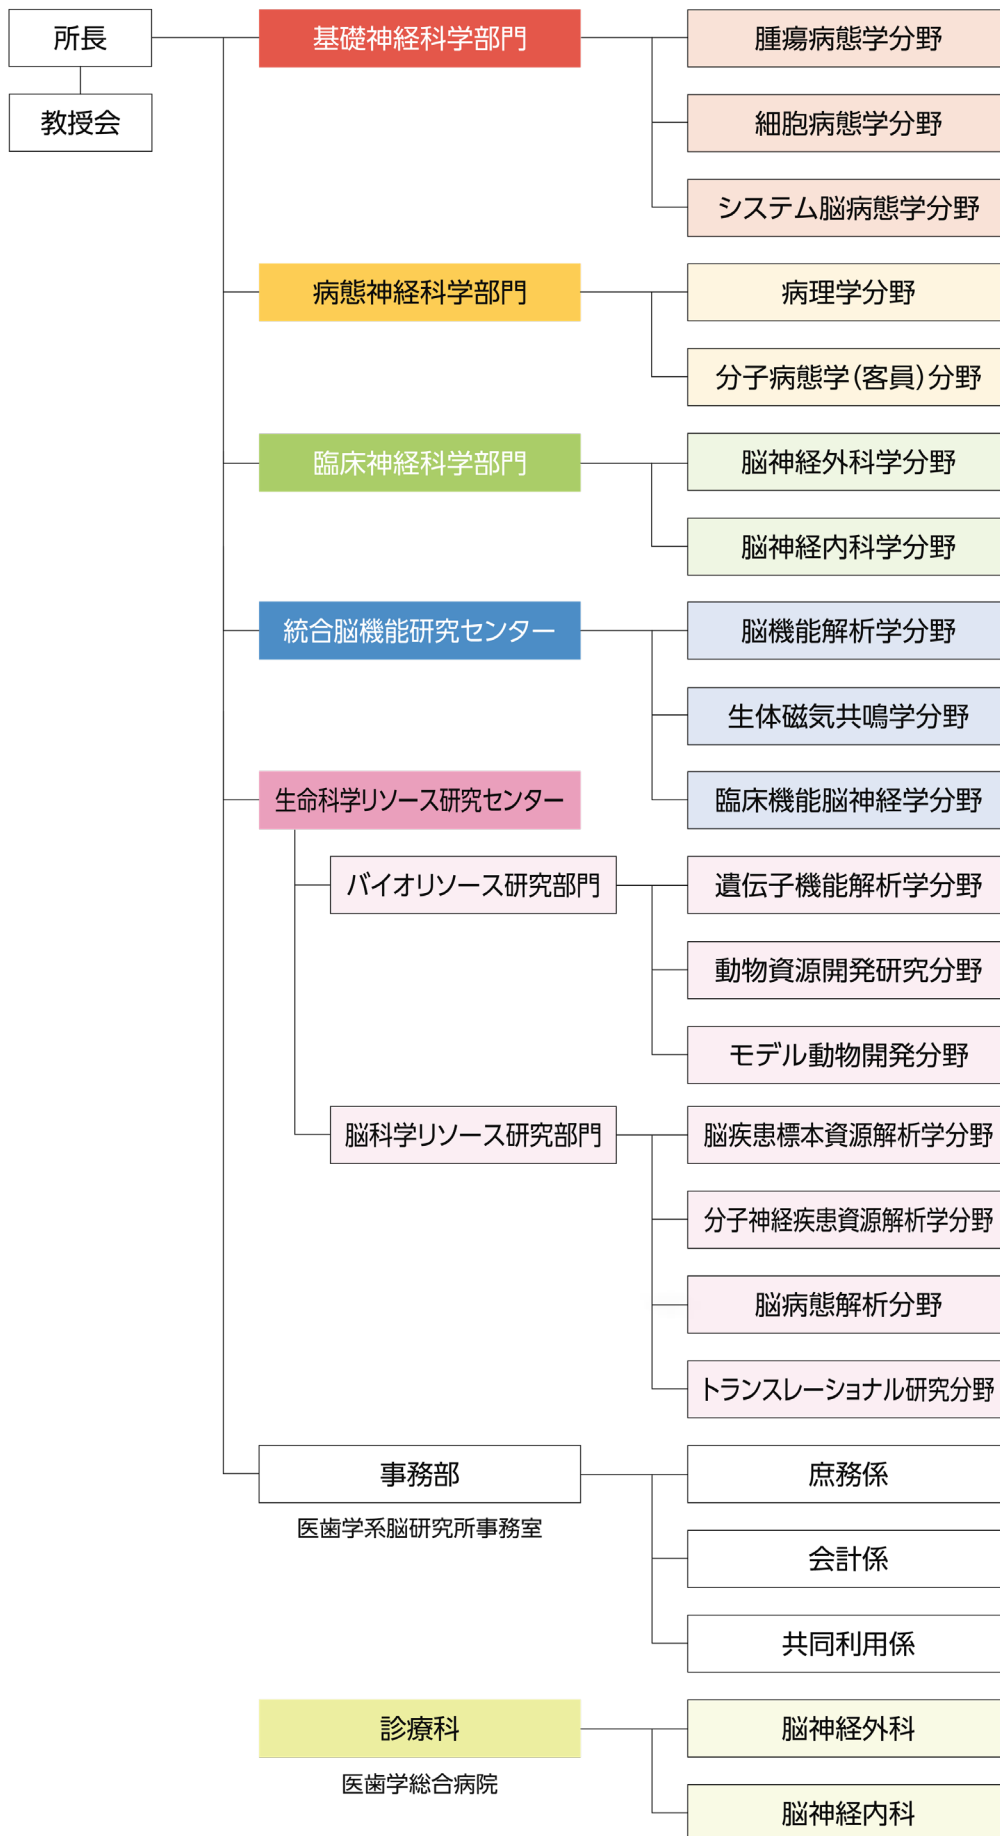 所長
教授会
基礎神経科学部門
腫瘍病態学分野
細胞病態学分野
システム脳病態学分野
病態神経科学部門
病理学分野
分子病態学(客員)分野
臨床神経科学部門
脳神経外科学分野
脳神経内科学分野
統合脳機能研究センター
脳機能解析学分野
生体磁気共鳴学分野
臨床機能脳神経学分野
生命科学リソース研究センター
バイオリソース研究部門
遺伝子機能解析学分野
動物資源開発研究分野
モデル動物開発分野
脳科学リソース研究部門
脳疾患標本資源解析学分野
分子神経疾患資源解析学分野
脳病態解析分野
トランスレーショナル研究分野
事務部
医歯学系脳研究所事務室
庶務係
会計係
共同利用係
診療科
医歯学総合病院
脳神経外科
脳神経内科